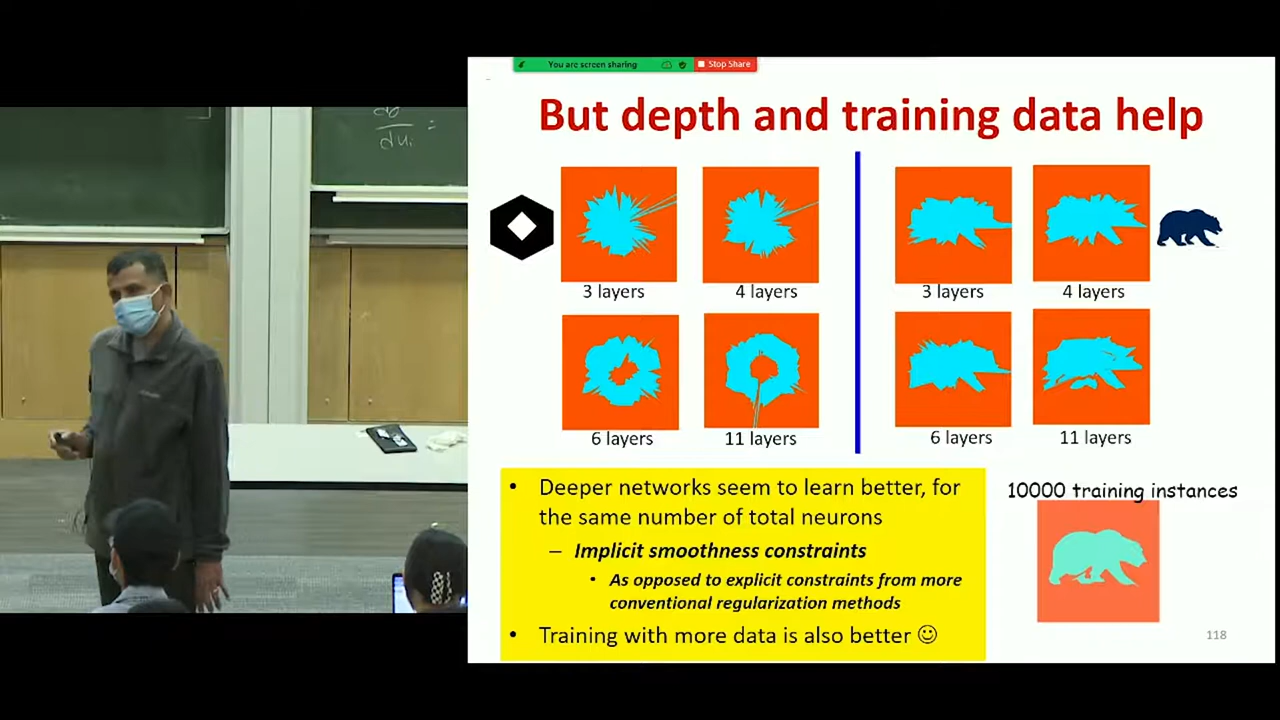 You are screen sharing
Stop Share
But depth and training data help
3 layers
4 layers
3 layers
4 layers
6 layers
11 layers
6 layers
11 layers
• Deeper networks seem to learn better, for
the same number of total neurons
– Implicit smoothness constraints
• As opposed to explicit constraints from more
conventional regularization methods
• Training with more data is also better ☺
10000 training instances
118